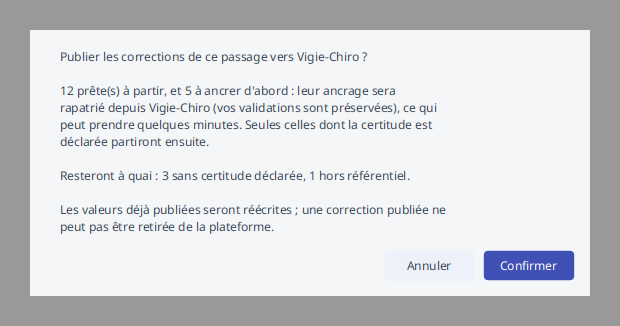 Publier les corrections de ce passage vers Vigie-Chiro ?
12 prête(s) à partir, et 5 à ancrer d'abord : leur ancrage sera
rapatrié depuis Vigie-Chiro (vos validations sont préservées), ce qui
peut prendre quelques minutes. Seules celles dont la certitude est
déclarée partiront ensuite.
Resteront à quai : 3 sans certitude déclarée, 1 hors référentiel.
Les valeurs déjà publiées seront réécrites ; une correction publiée ne
peut pas être retirée de la plateforme.
Annuler
Confirmer